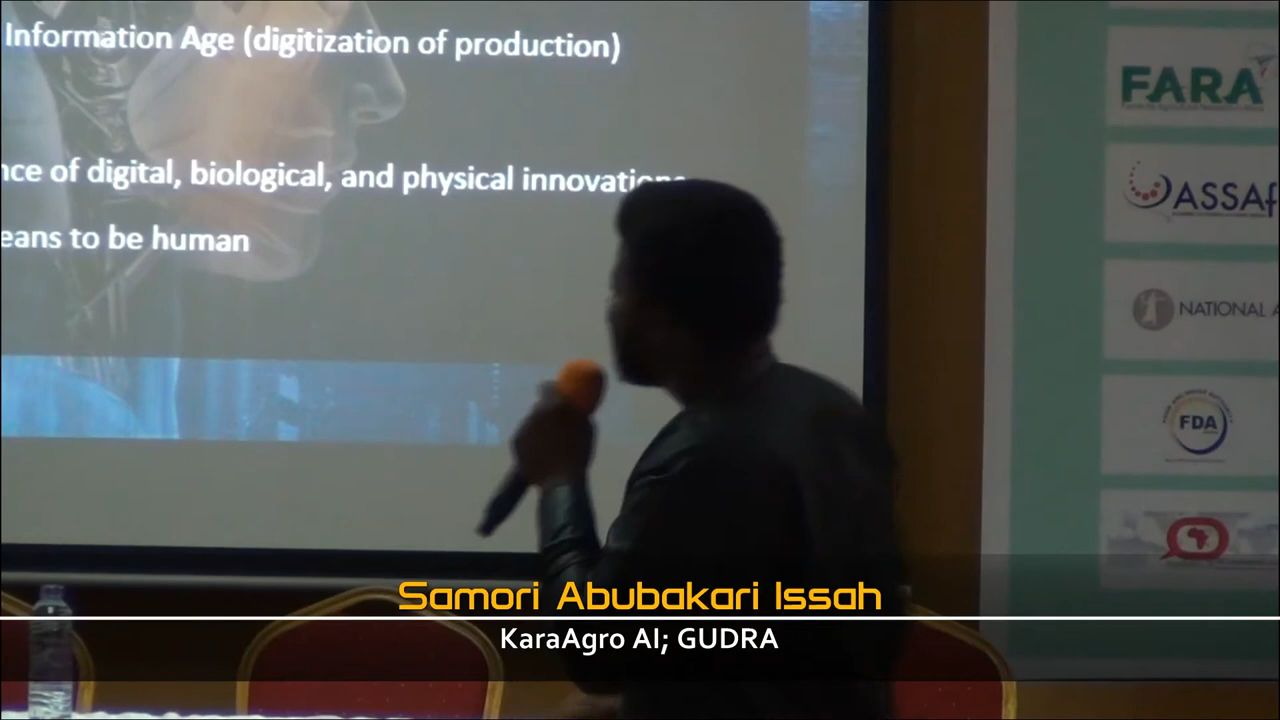 Information Age (digitization of production)
nce of digital, biological, and physical innovations
eans to be human
FARA
ASSAf
NATIONAL A
FDA
Samori Abubakari Issah
KaraAgro AI; GUDRA